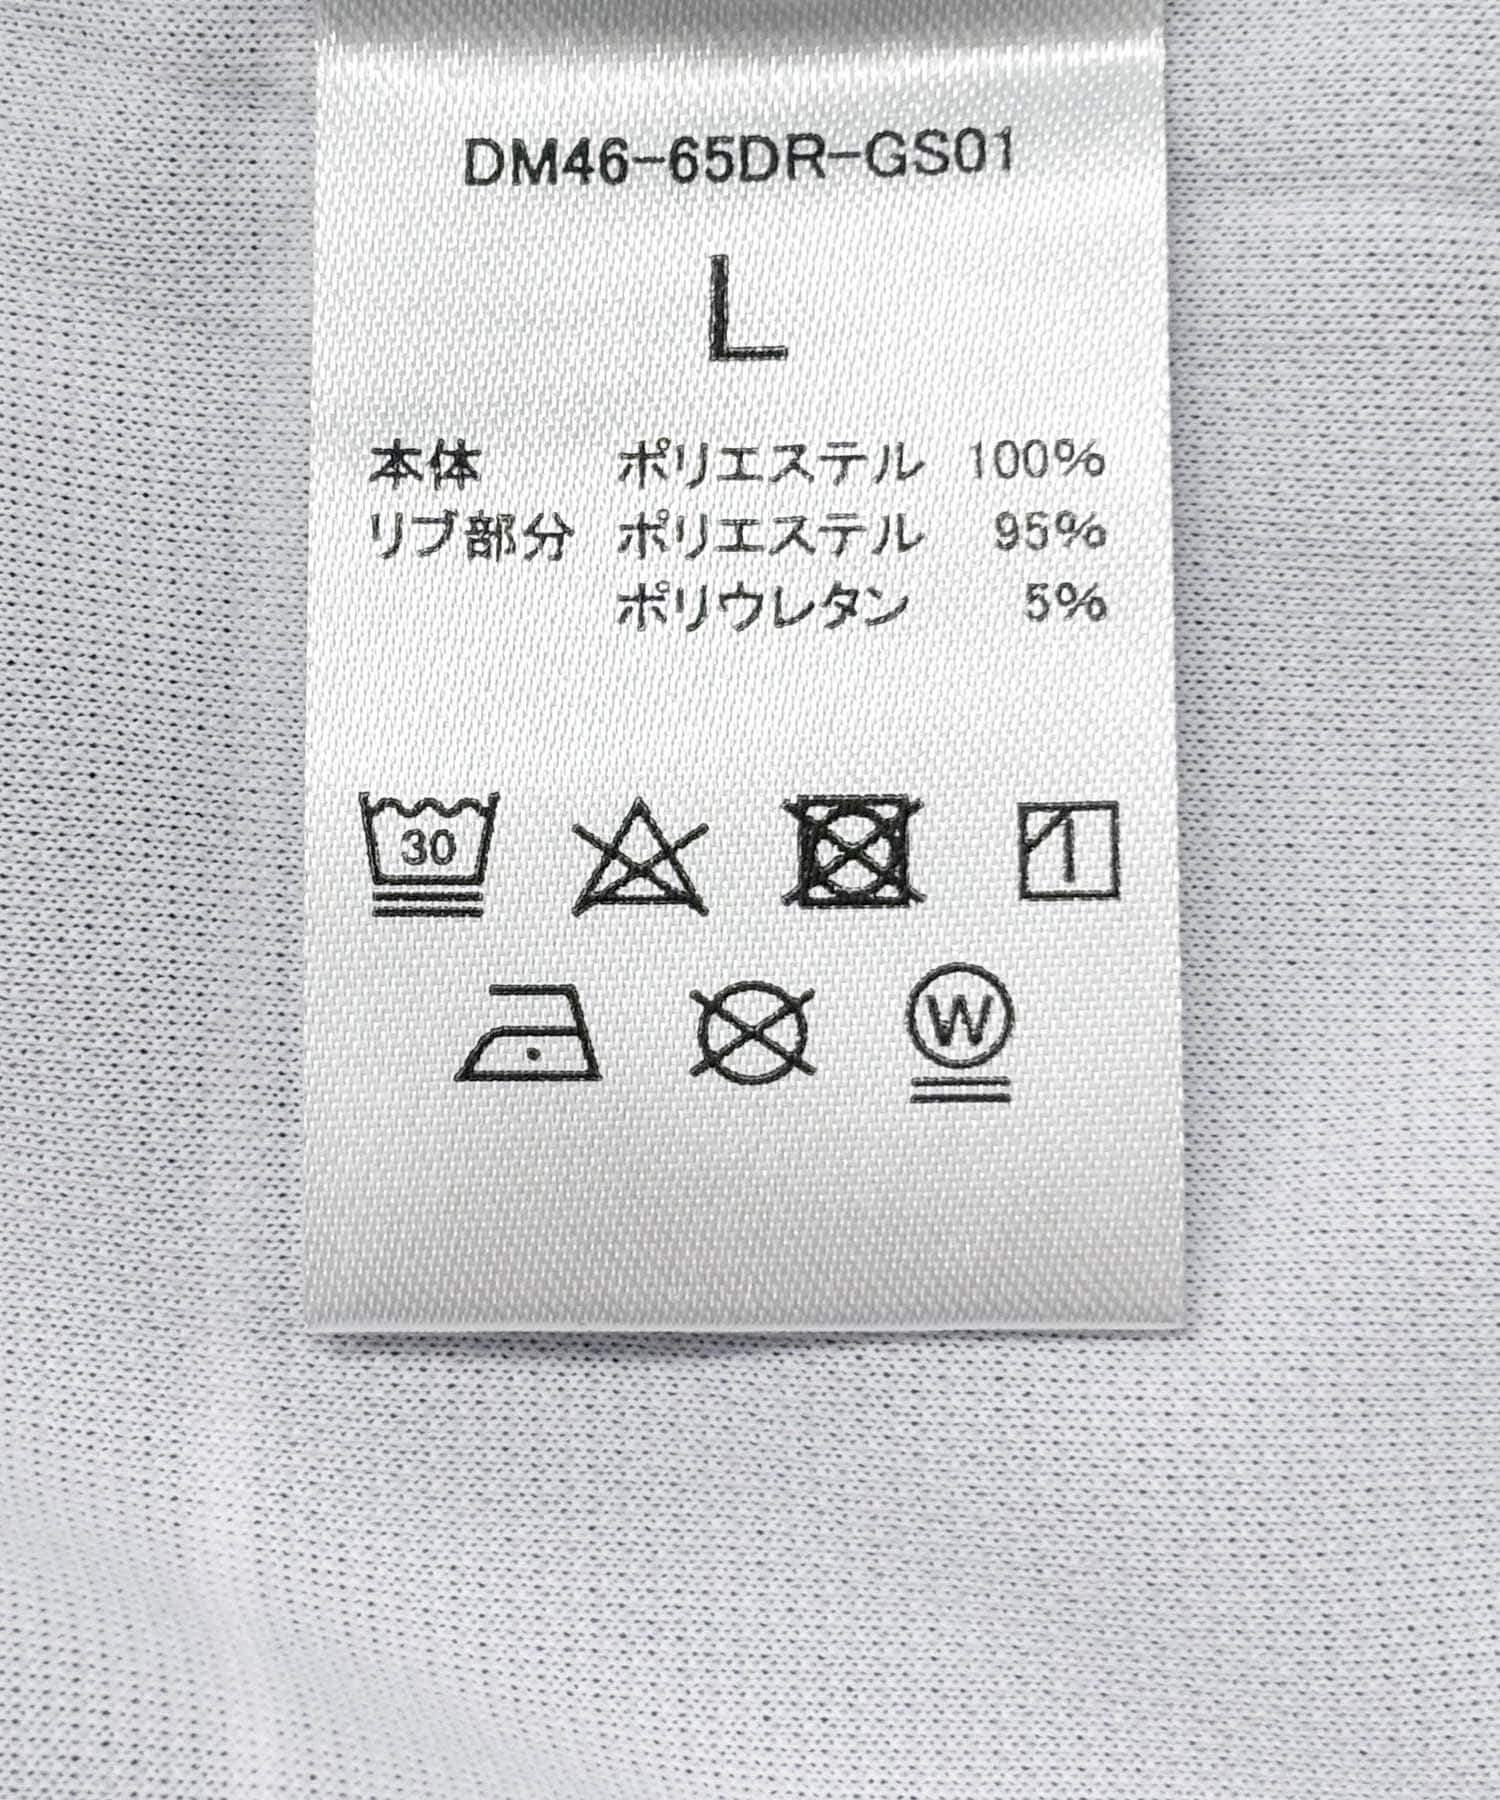 DM46-65DR-GS01
L
本体 ポリエステル 100%
リブ部分 ポリエステル 95%
ポリウレタン 5%
30
W